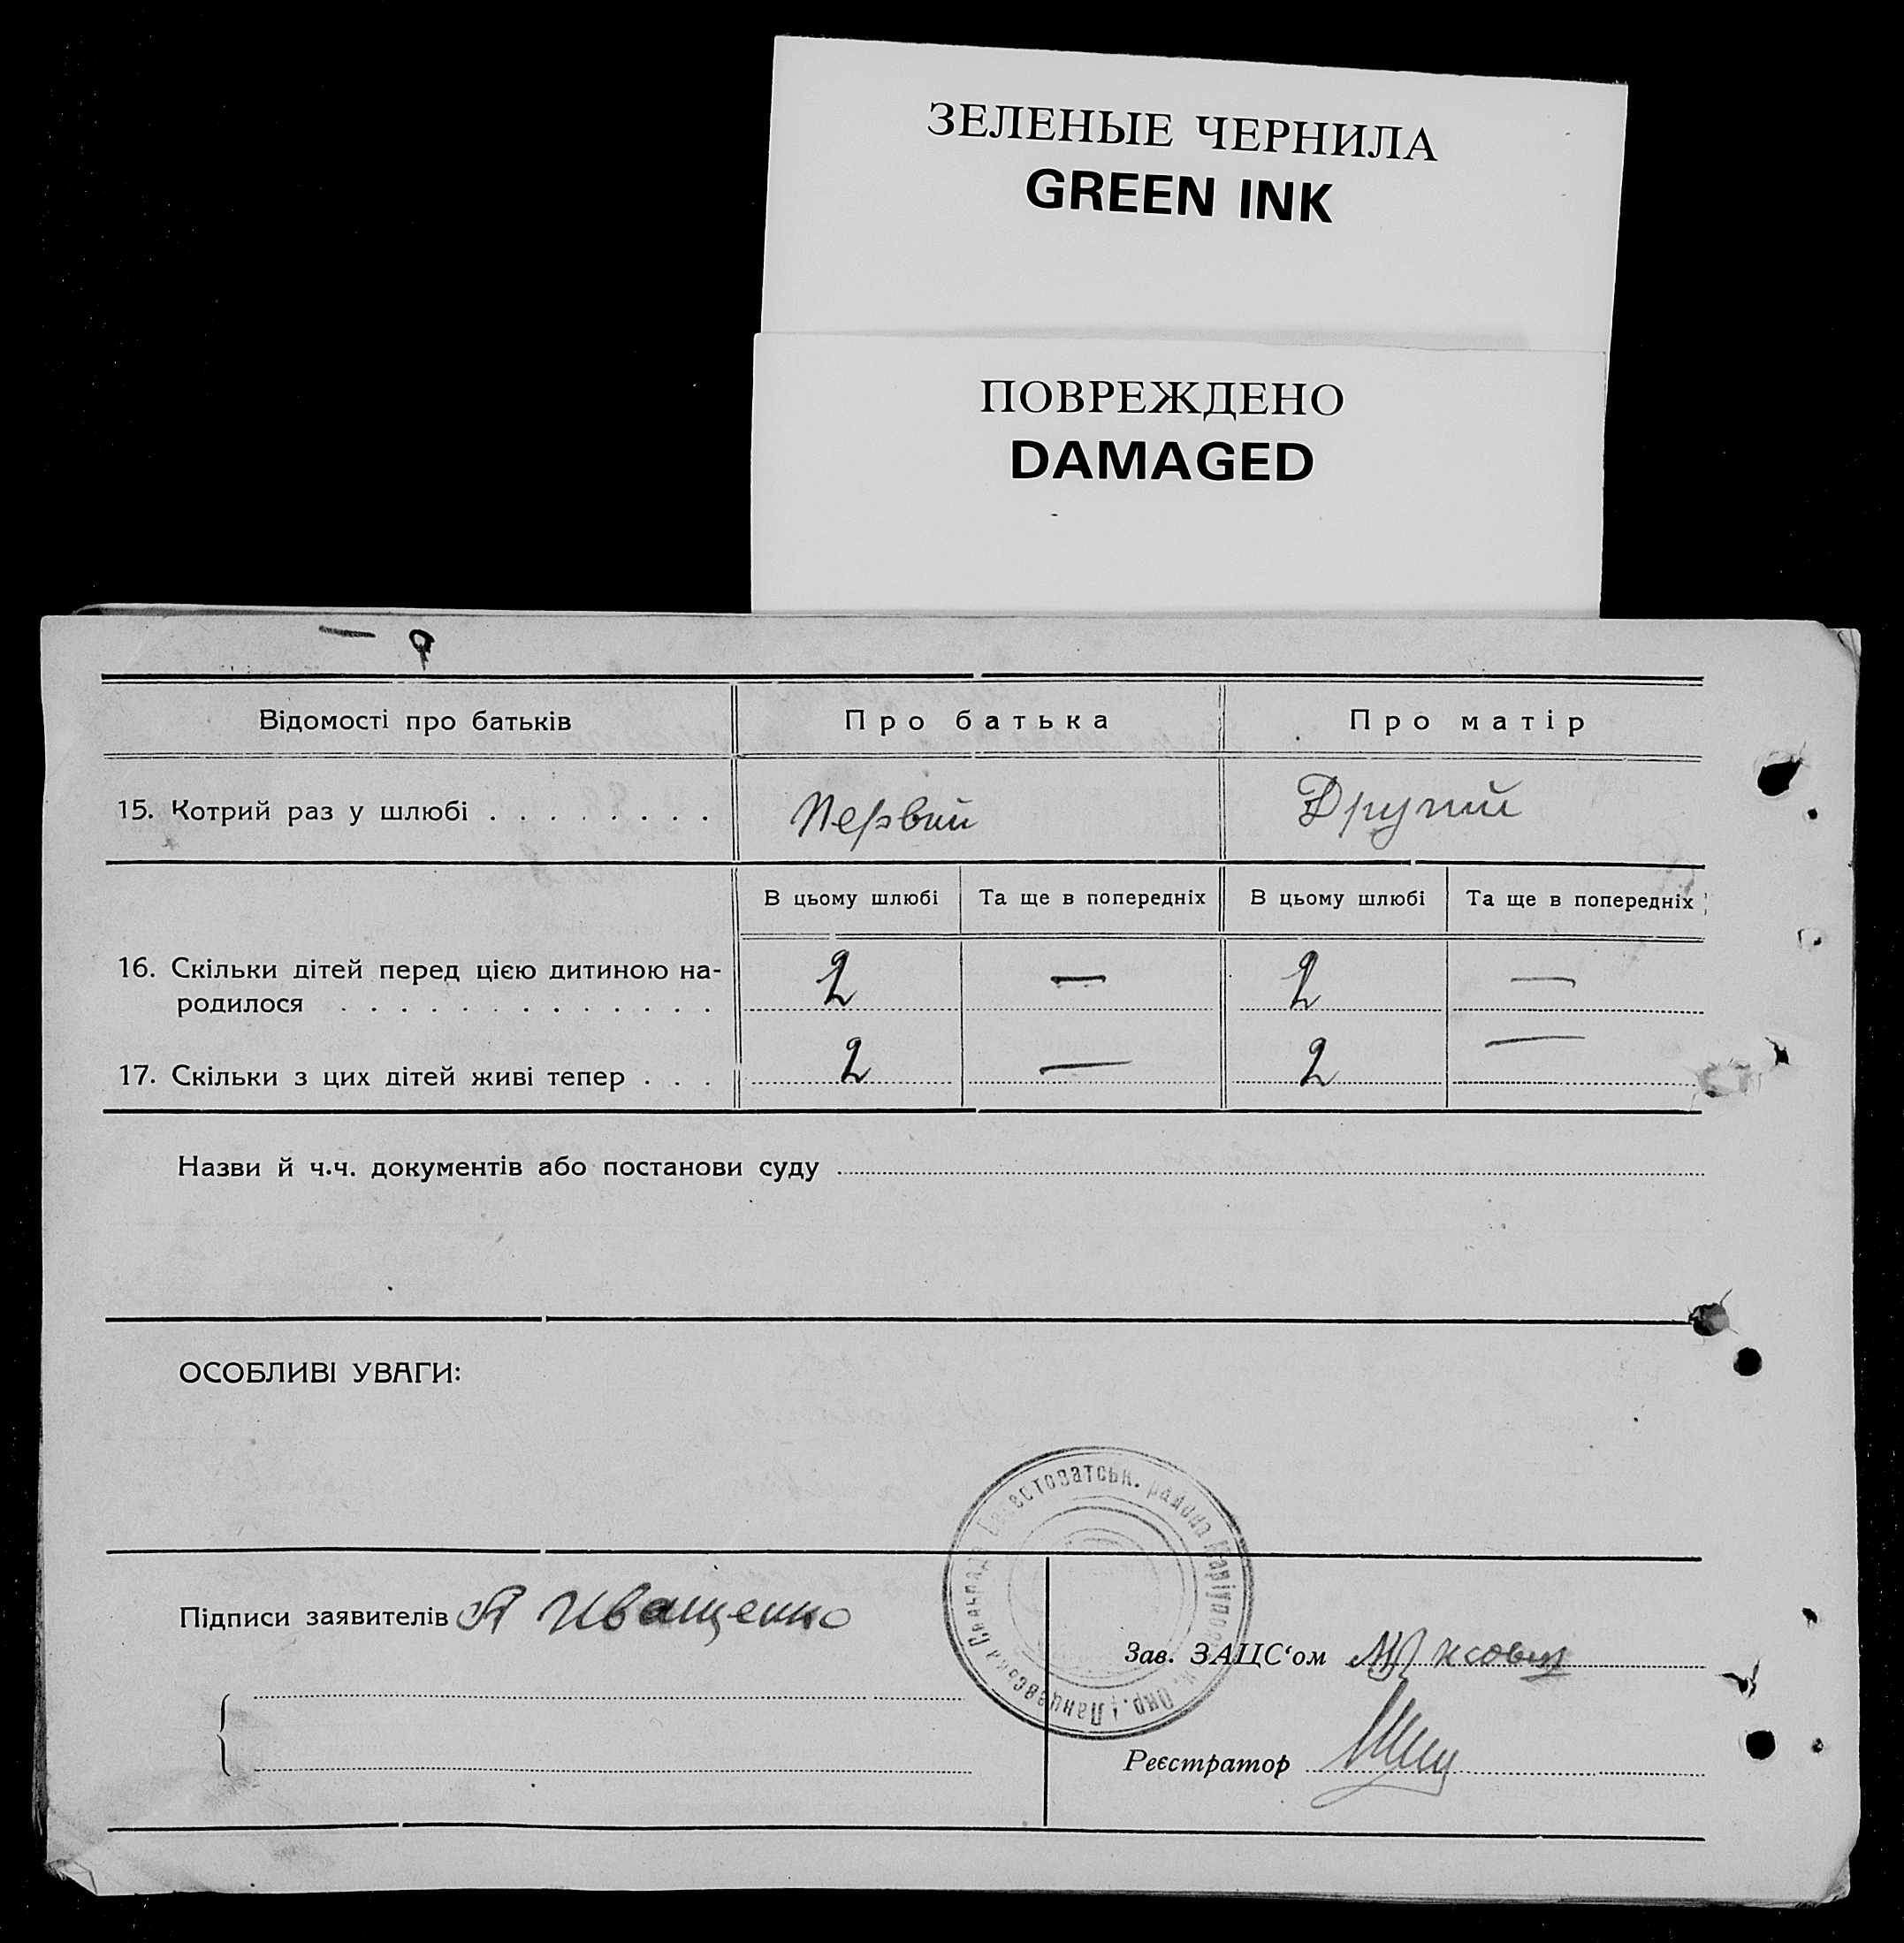 ЗЕЛЕНЫЕ ЧЕРНИЛА
GREEN INK
ПОВРЕЖДЕНО
DAMAGED
Відомості про батьків
Про батька
Про матір
15. Котрий раз у шлюбі . . . . . . . .
Первий
Другий
В цьому шлюбі
Та ще в попередніх
В цьому шлюбі
Та ще в попередніх
16. Скільки дітей перед цією дитиною на-
родилося . . . . . . . . . . . . .
2
—
2
—
17. Скільки з цих дітей живі тепер . . .
2
—
2
—
Назви й ч.ч. документів або постанови суду
ОСОБЛИВІ УВАГИ:
Підписи заявителів А Иващенко
Зав. ЗАЦС‘ом
Реєстратор